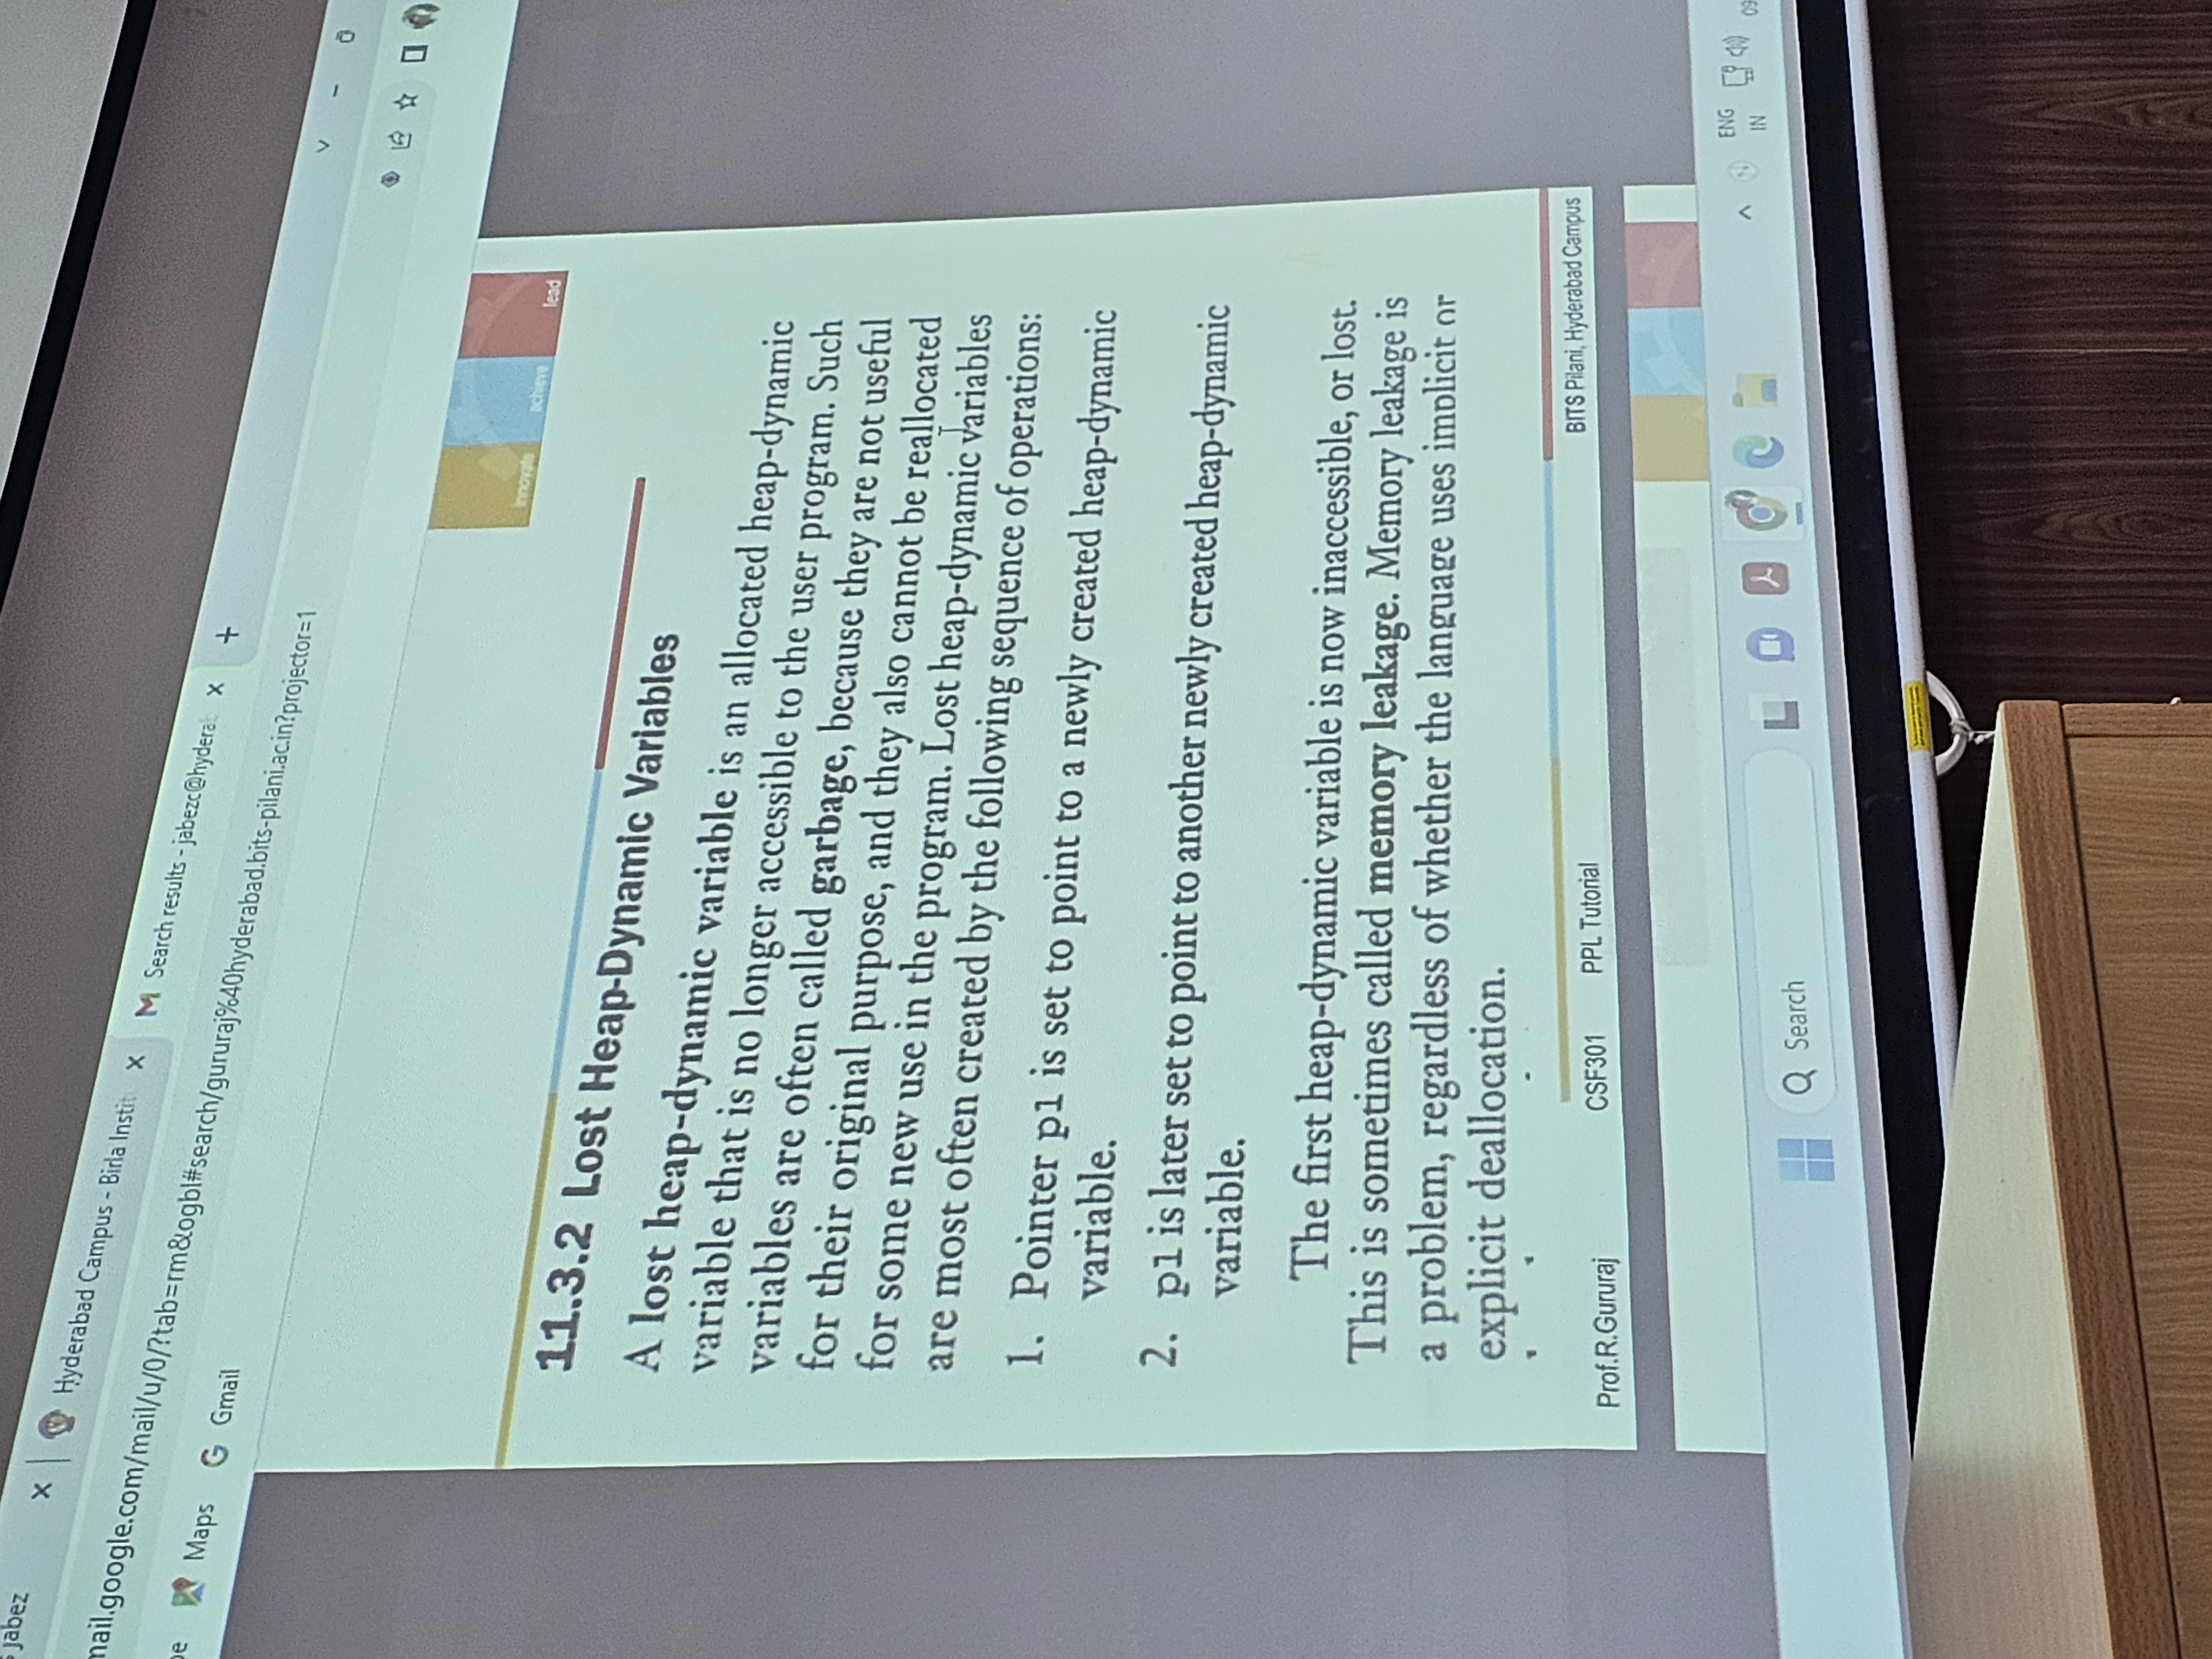 jabez
Hyderabad Campus - Birla Instit
Search results - jabezc@hydera
mail.google.com/mail/u/0/?tab=rm&ogbl#search/gururaj%40hyderabad.bits-pilani.ac.in?projector=1
Maps
Gmail
innovate
achieve
lead
11.3.2 Lost Heap-Dynamic Variables
A lost heap-dynamic variable is an allocated heap-dynamic
variable that is no longer accessible to the user program. Such
variables are often called garbage, because they are not useful
for their original purpose, and they also cannot be reallocated
for some new use in the program. Lost heap-dynamic variables
are most often created by the following sequence of operations:
1. Pointer p1 is set to point to a newly created heap-dynamic
variable.
2. p1 is later set to point to another newly created heap-dynamic
variable.
The first heap-dynamic variable is now inaccessible, or lost.
This is sometimes called memory leakage. Memory leakage is
a problem, regardless of whether the language uses implicit or
explicit deallocation.
Prof.R.Gururaj
CSF301
PPL Tutorial
BITS Pilani, Hyderabad Campus
Search
ENG
IN
09